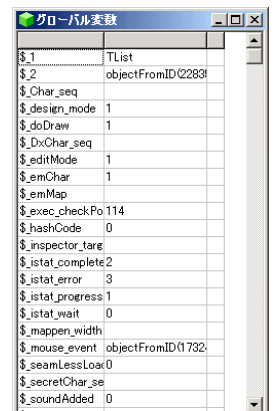 グローバル変数
$_1 TList
$_2 objectFromID(2283
$_Char_seq
$_design_mode 1
$_doDraw 1
$_DxChar_seq
$_editMode 1
$_emChar 1
$_emMap
$_exec_checkPo 114
$_hashCode 0
$_inspector_targ
$_istat_complete 2
$_istat_error 3
$_istat_progress 1
$_istat_wait 0
$_mappen_width
$_mouse_event objectFromID(1732
$_seamLessLoa 0
$_secretChar_se
$_soundAdded 0